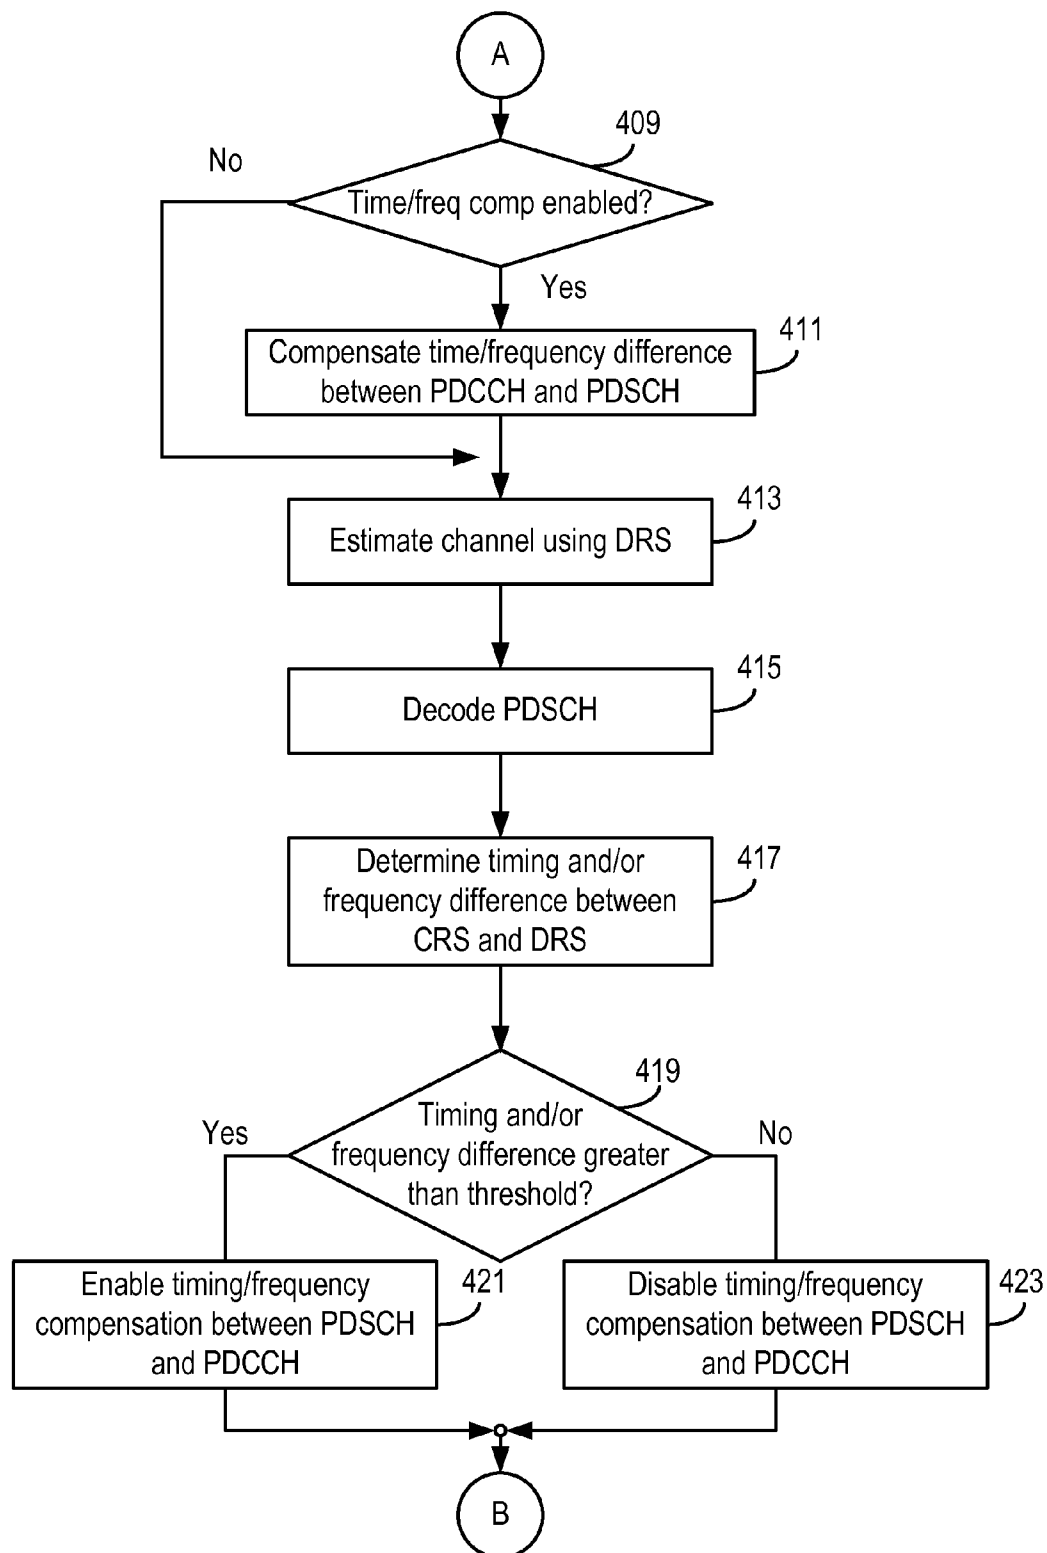 A
409
No
Time/freq comp enabled?
Yes
411
Compensate time/frequency difference
between PDCCH and PDSCH
413
Estimate channel using DRS
415
Decode PDSCH
417
Determine timing and/or
frequency difference between
CRS and DRS
419
Timing and/or
frequency difference greater
than threshold?
Yes
No
421
Enable timing/frequency
compensation between PDSCH
and PDCCH
423
Disable timing/frequency
compensation between PDSCH
and PDCCH
B